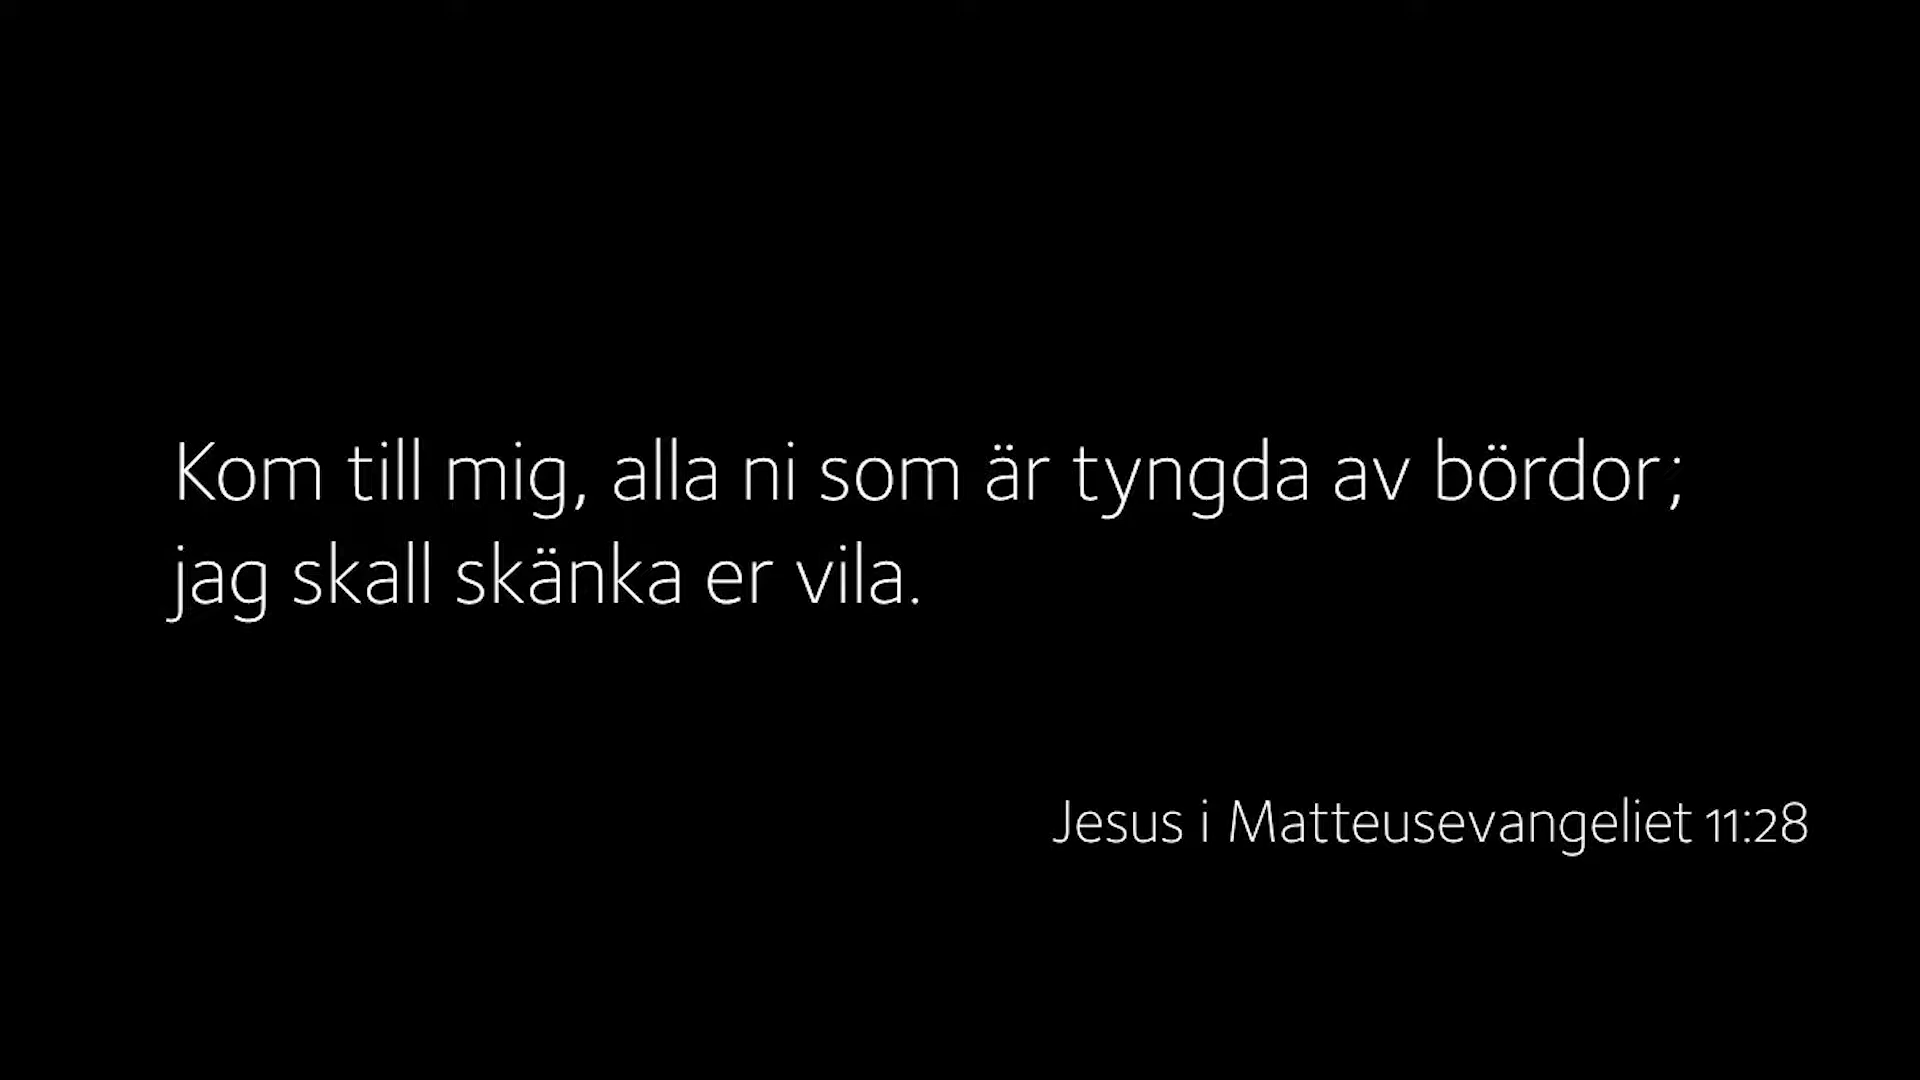 Kom till mig, alla ni som är tyngda av bördor;
jag skall skänka er vila.
Jesus i Matteusevangeliet 11:28